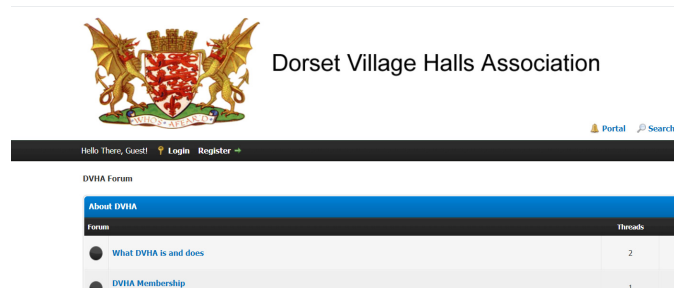 Dorset Village Halls Association
WHO'S AFEAR'D
Portal Search
Hello There, Guest! Login Register
DVHA Forum
About DVHA
Forum Threads
What DVHA is and does 2
DVHA Membership 1